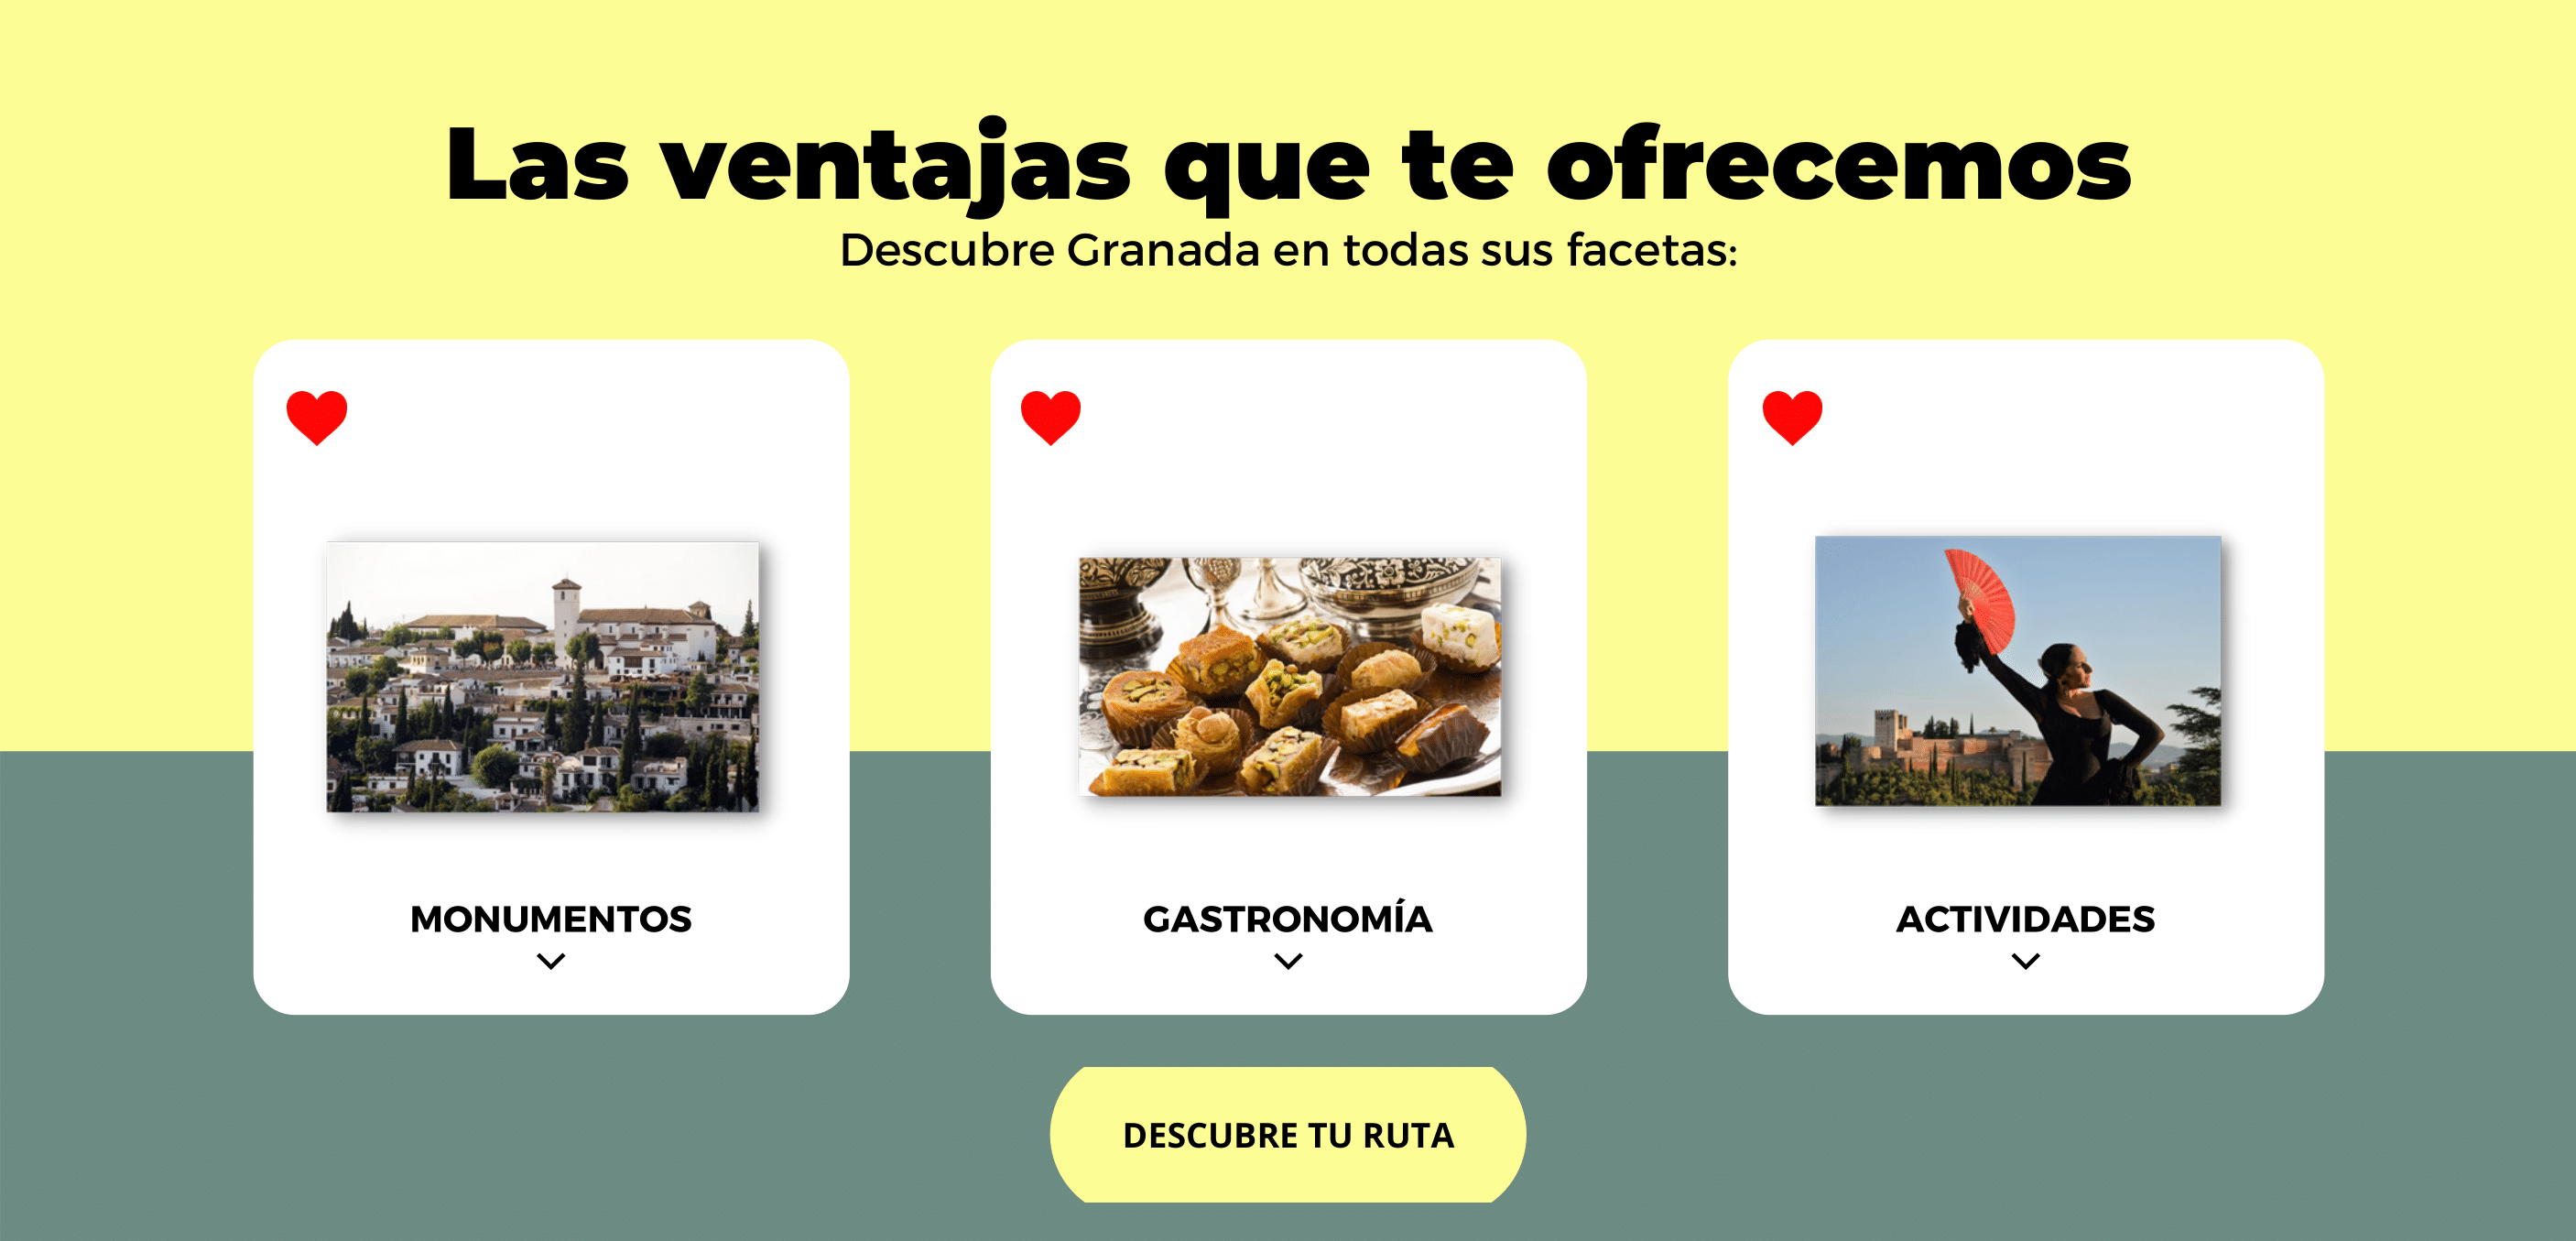 Las ventajas que te ofrecemos
Descubre Granada en todas sus facetas:
MONUMENTOS
GASTRONOMÍA
ACTIVIDADES
DESCUBRE TU RUTA